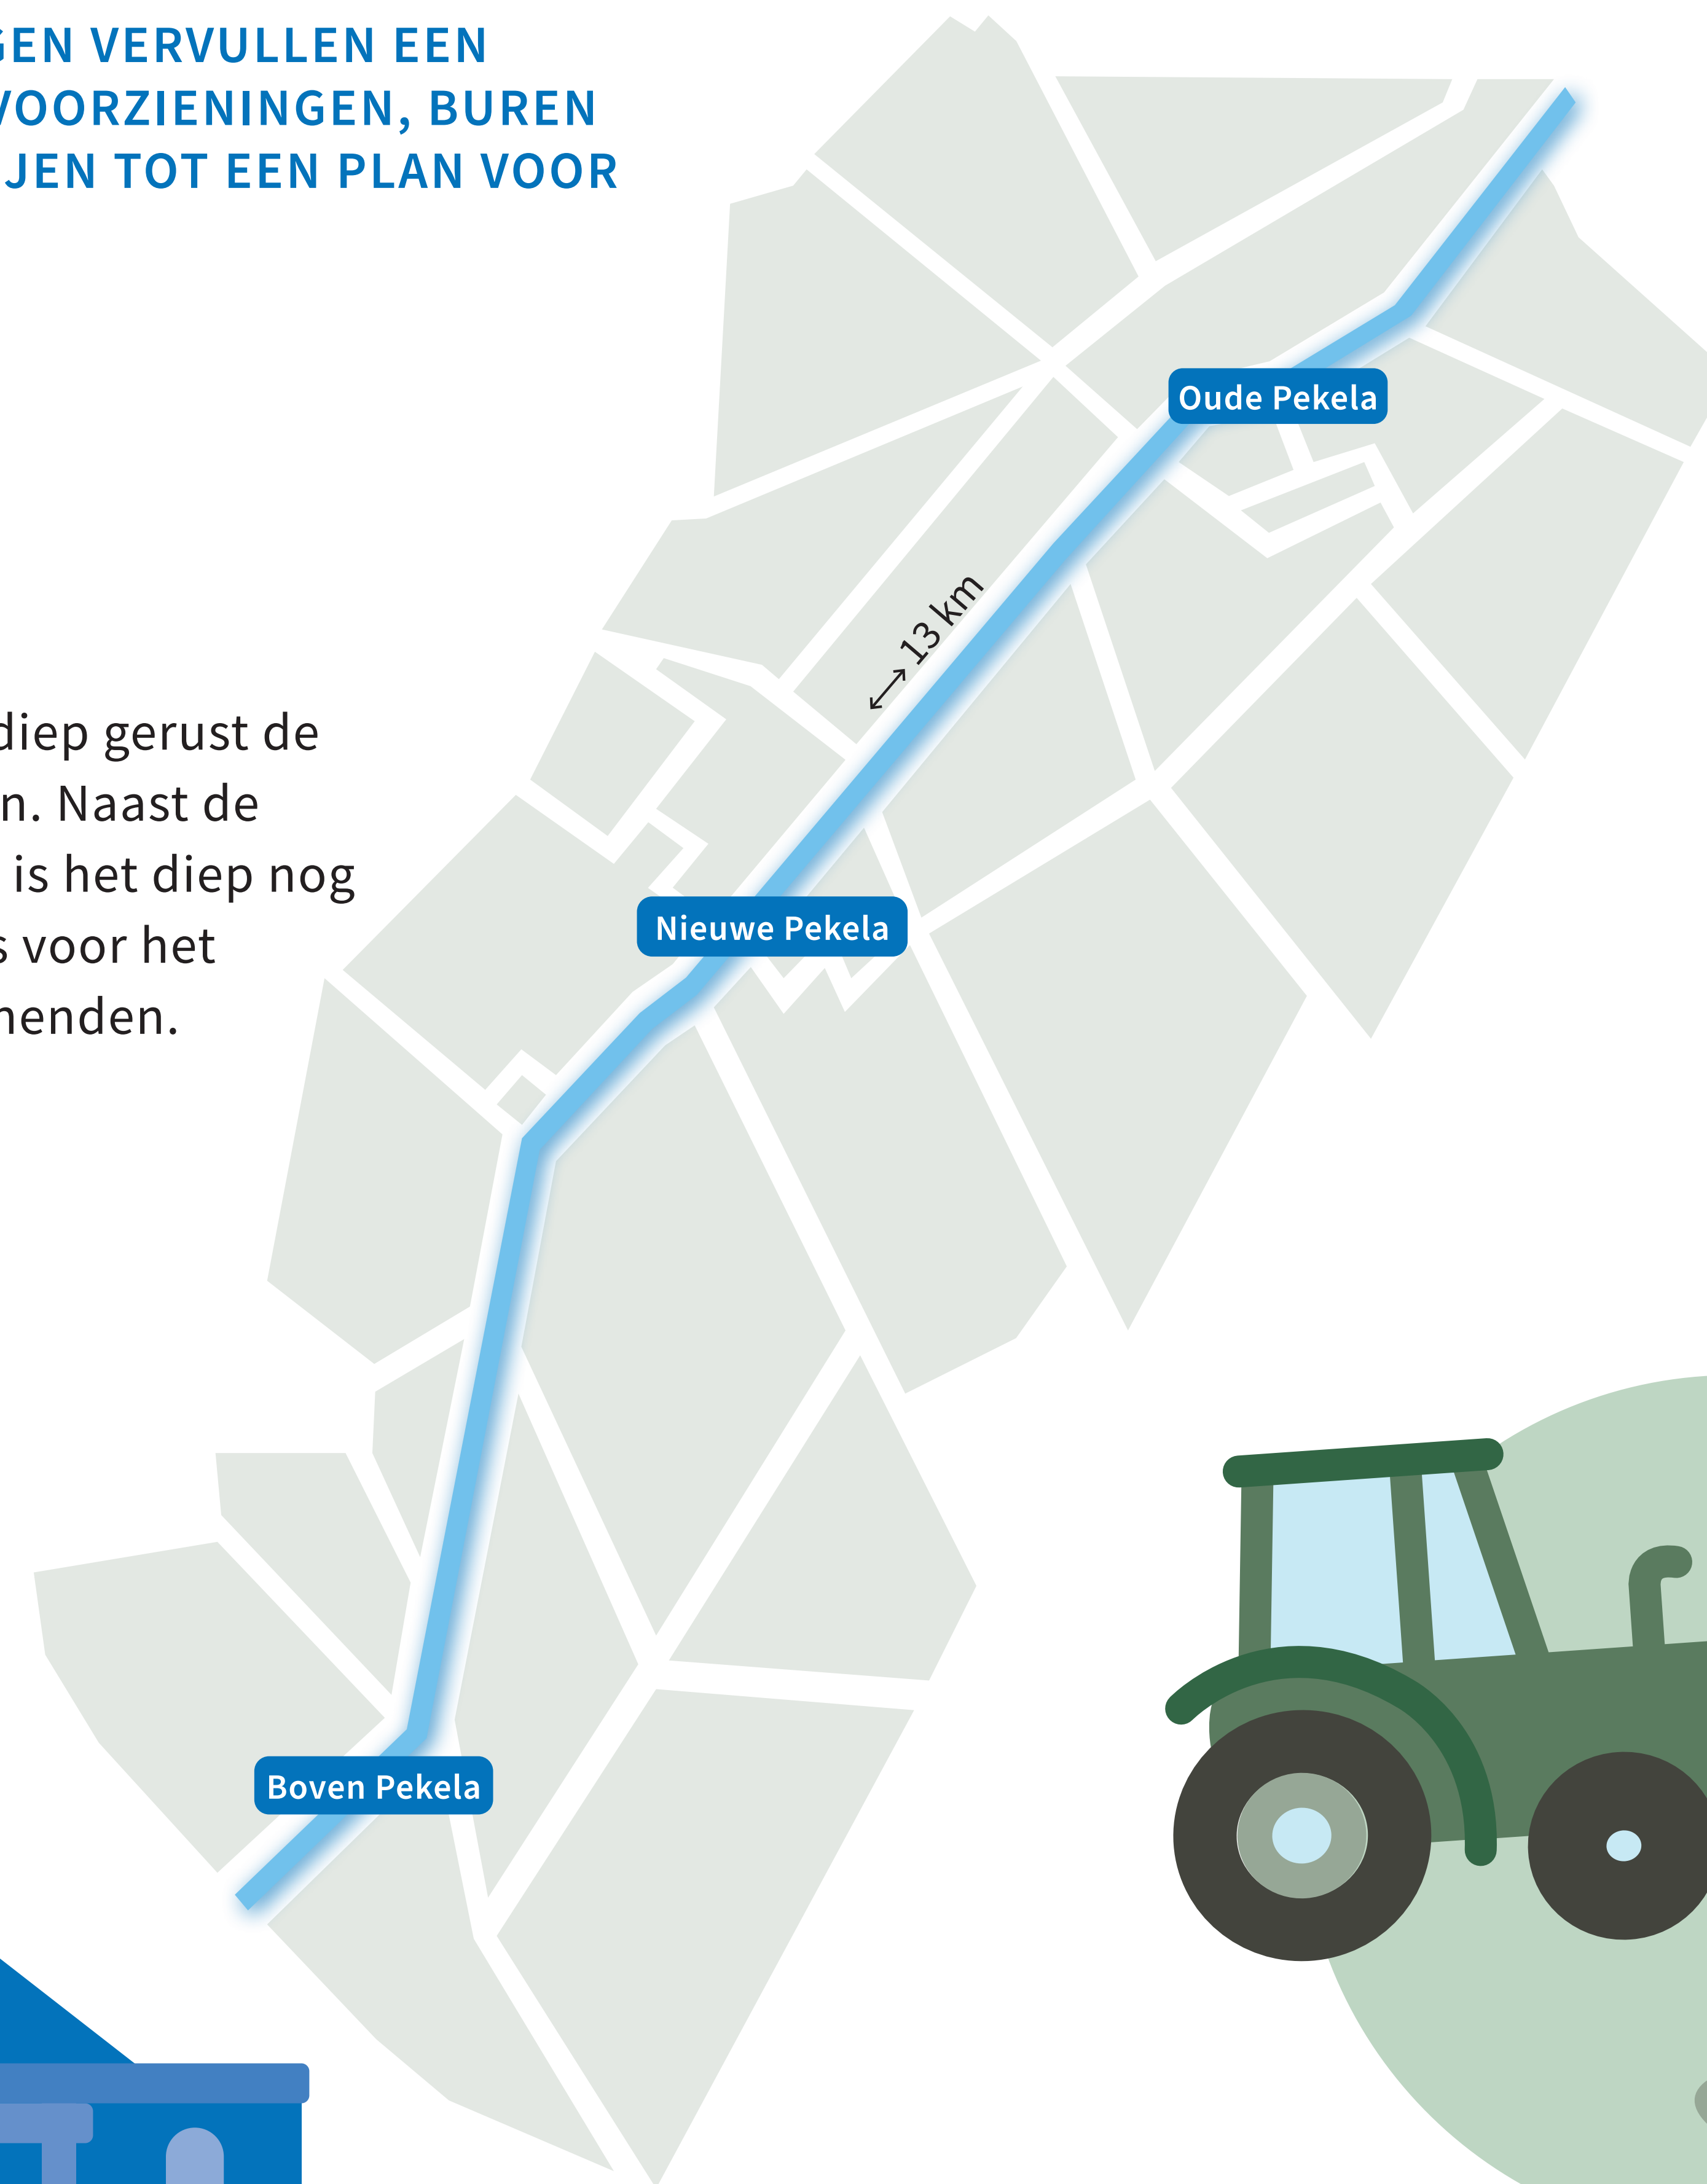 GEN VERVULLEN EEN
VOORZIENINGEN, BUREN
JEN TOT EEN PLAN VOOR
Oude Pekela
13 km
diep gerust de
n. Naast de
is het diep nog
s voor het
nenden.
Nieuwe Pekela
Boven Pekela